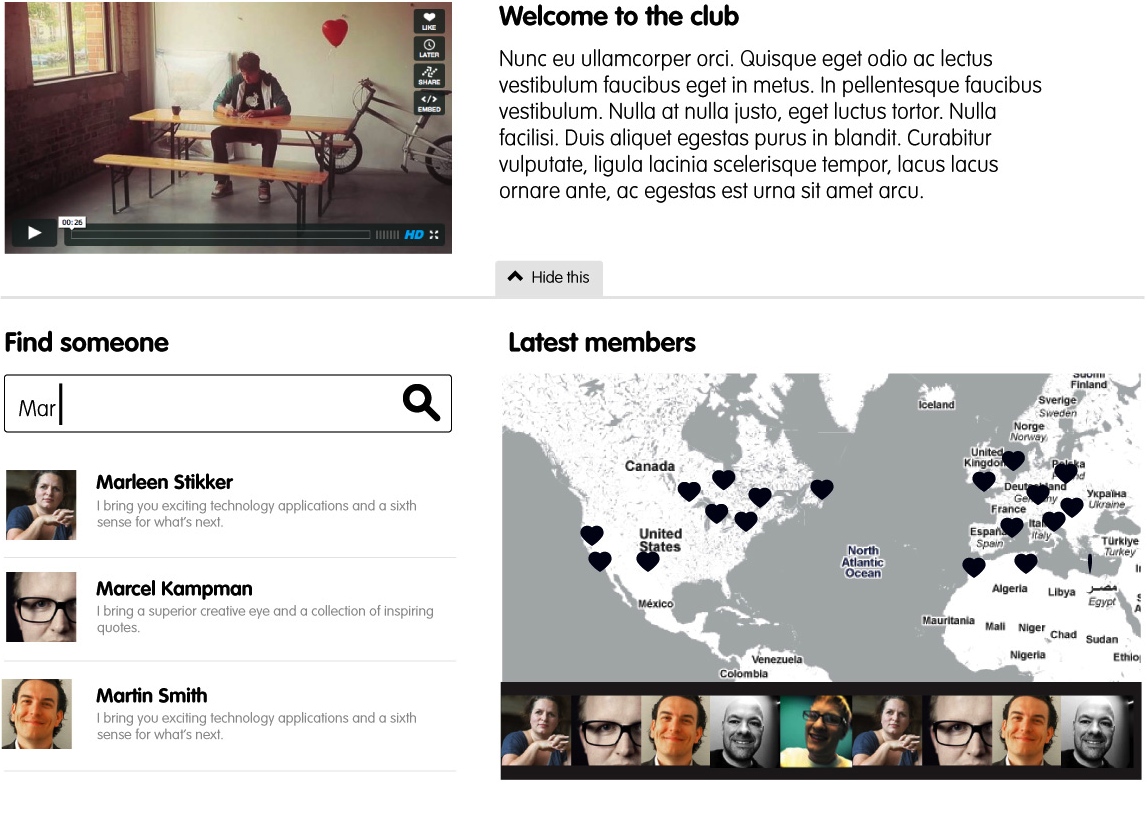 LIKE
LATER
SHARE
EMBED
00:26
HD
Welcome to the club
Nunc eu ullamcorper orci. Quisque eget odio ac lectus
vestibulum faucibus eget in metus. In pellentesque faucibus
vestibulum. Nulla at nulla justo, eget luctus tortor. Nulla
facilisi. Duis aliquet egestas purus in blandit. Curabitur
vulputate, ligula lacinia scelerisque tempor, lacus lacus
ornare ante, ac egestas est urna sit amet arcu.
Hide this
Find someone
Mar
Marleen Stikker
I bring you exciting technology applications and a sixth
sense for what's next.
Marcel Kampman
I bring a superior creative eye and a collection of inspiring
quotes.
Martin Smith
I bring you exciting technology applications and a sixth
sense for what's next.
Latest members
Suomi
Finland
Iceland
Sverige
Sweden
Norge
Norway
United
Kingdom
Canada
Deutschland
Україна
Ukraine
France
Italy
España
Spain
United
States
Türkiye
Turkey
North
Atlantic
Ocean
Algeria
Libya
مصر
Egypt
México
Mauritania
Mali
Niger
Chad
Sudan
Nigeria
Venezuela
Colombia